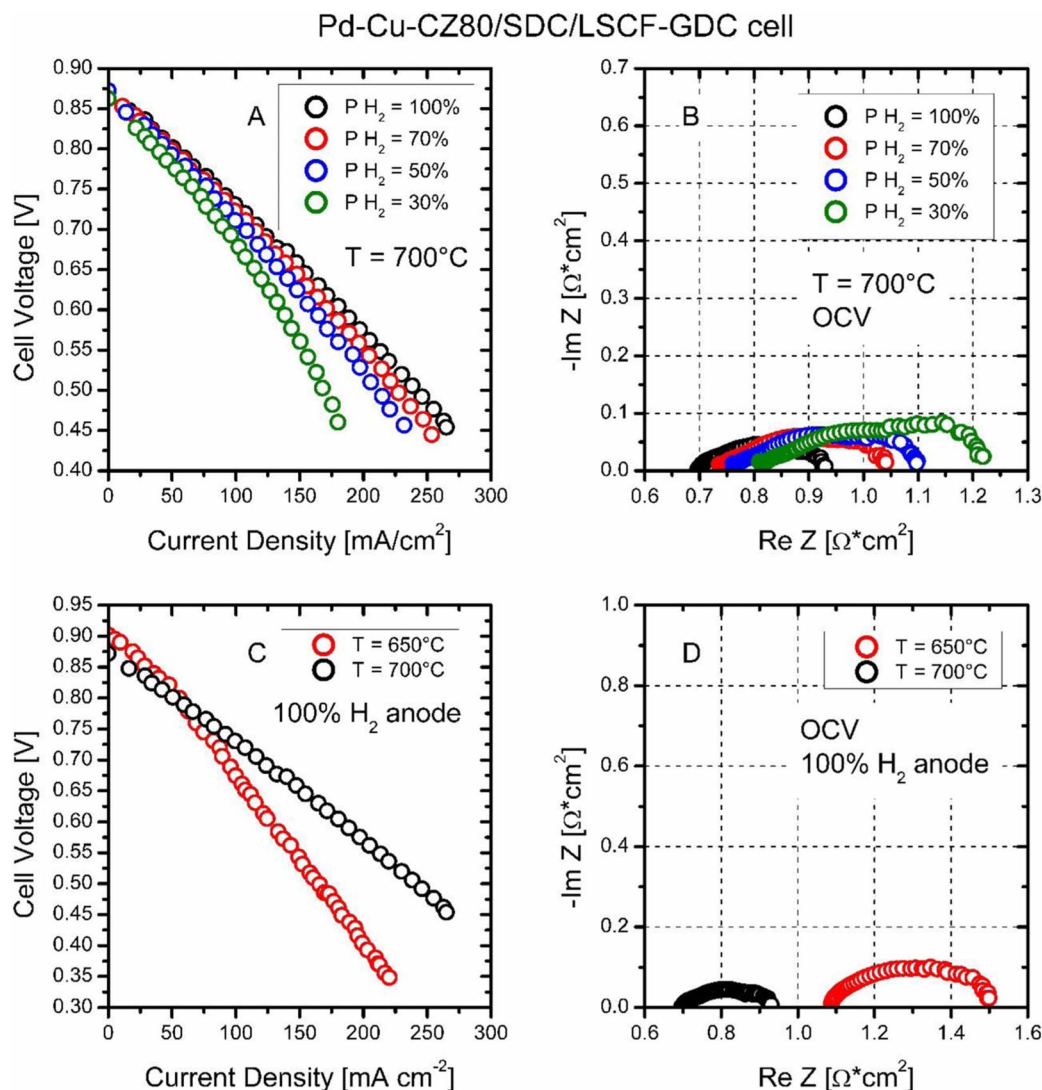 Pd-Cu-CZ80/SDC/LSCF-GDC cell
A
P H2 = 100%
P H2 = 70%
P H2 = 50%
P H2 = 30%
T = 700°C
0.90
0.85
0.80
0.75
0.70
0.65
0.60
0.55
0.50
0.45
0.40
Cell Voltage [V]
0 50 100 150 200 250 300
Current Density [mA/cm2]
B
P H2 = 100%
P H2 = 70%
P H2 = 50%
P H2 = 30%
T = 700°C
OCV
0.7
0.6
0.5
0.4
0.3
0.2
0.1
0.0
-Im Z [Ω*cm2]
0.6 0.7 0.8 0.9 1.0 1.1 1.2 1.3
Re Z [Ω*cm2]
C
T = 650°C
T = 700°C
100% H2 anode
0.95
0.90
0.85
0.80
0.75
0.70
0.65
0.60
0.55
0.50
0.45
0.40
0.35
0.30
Cell Voltage [V]
0 50 100 150 200 250 300
Current Density [mA cm-2]
D
T = 650°C
T = 700°C
OCV
100% H2 anode
1.0
0.8
0.6
0.4
0.2
0.0
-Im Z [Ω*cm2]
0.6 0.8 1.0 1.2 1.4 1.6
Re Z [Ω*cm2]